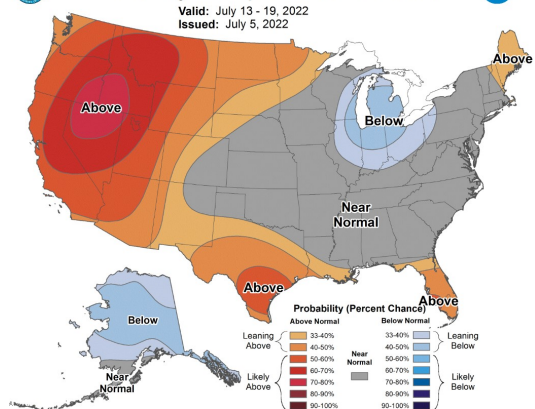 Valid: July 13 - 19, 2022
Issued: July 5, 2022
Above
Above
Below
Near
Normal
Above
Above
Below
Near
Normal
Probability (Percent Chance)
Above Normal
Below Normal
Leaning
Above
33-40%
40-50%
Likely
Above
50-60%
60-70%
70-80%
80-90%
90-100%
Near
Normal
33-40%
40-50%
Leaning
Below
50-60%
60-70%
70-80%
80-90%
90-100%
Likely
Below